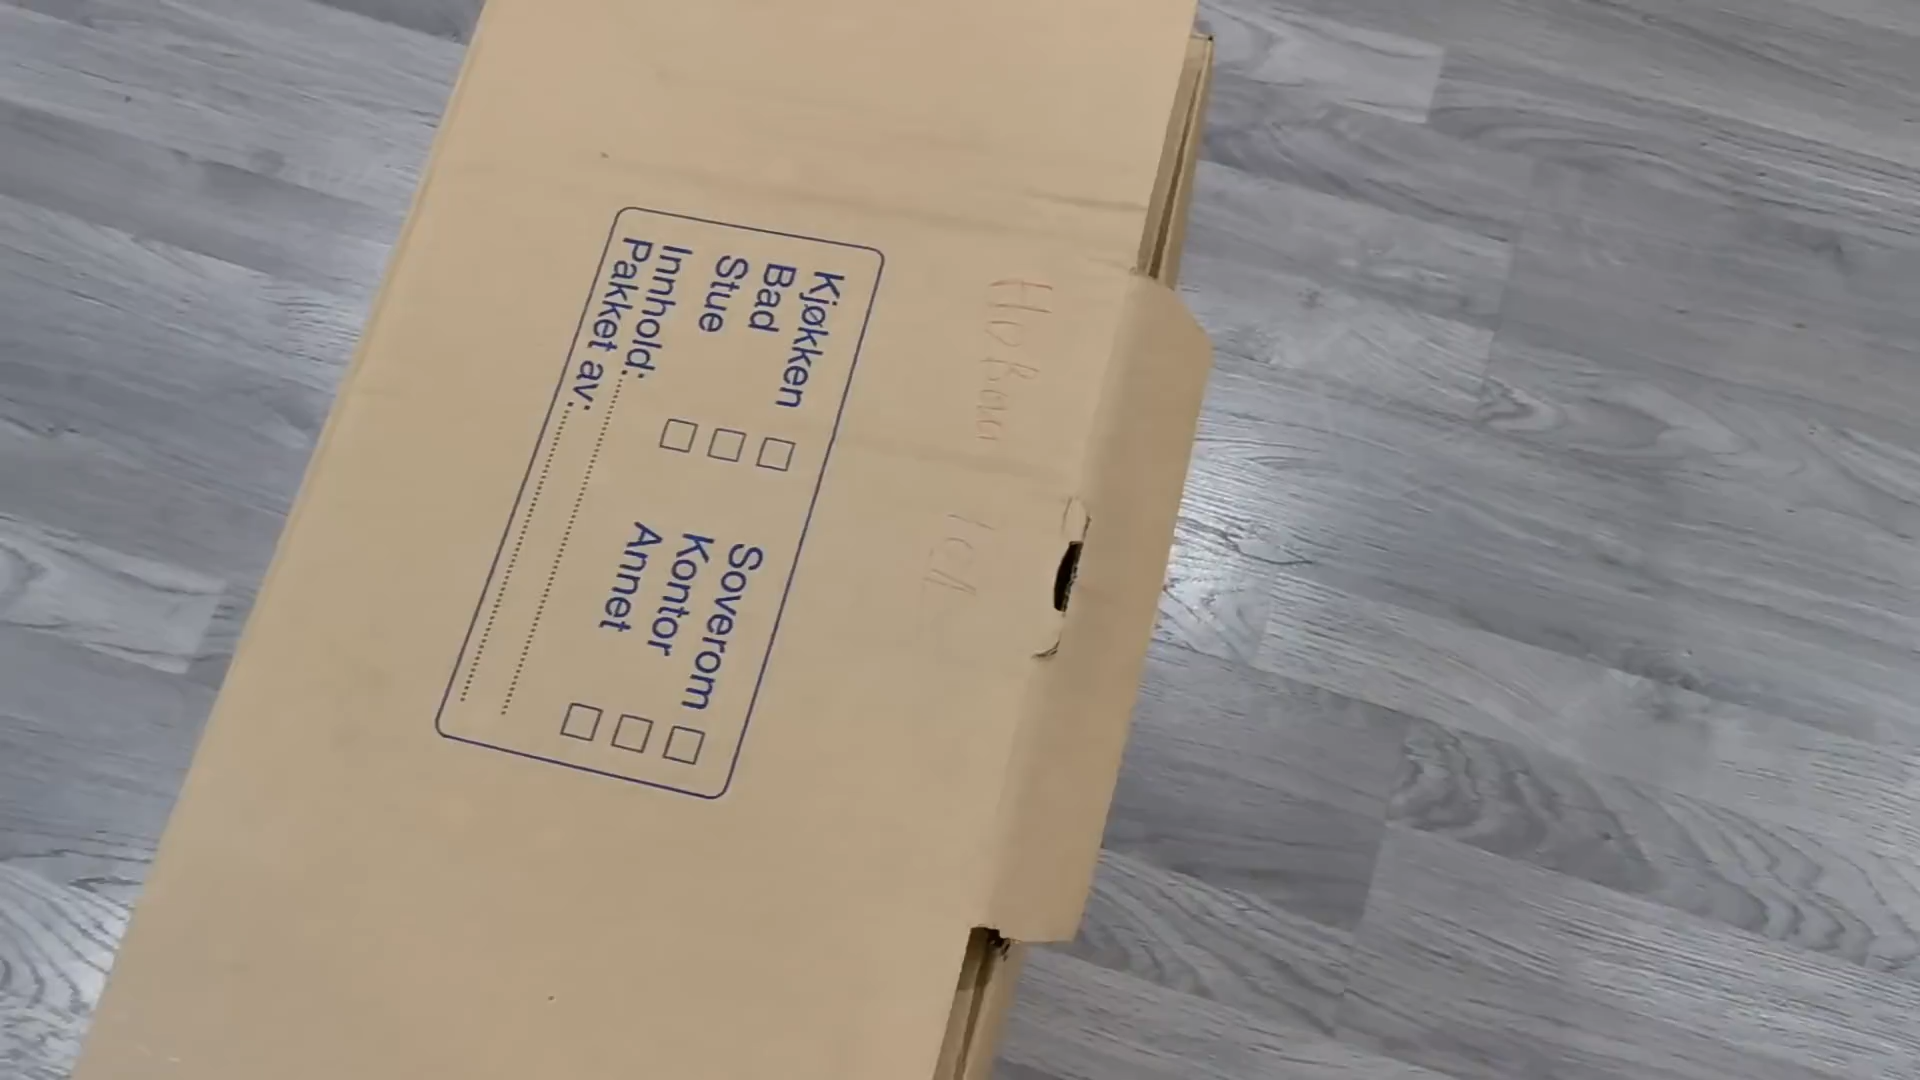 Kjøkken
Soverom
Bad
Kontor
Stue
Annet
Innhold:
Pakket av: